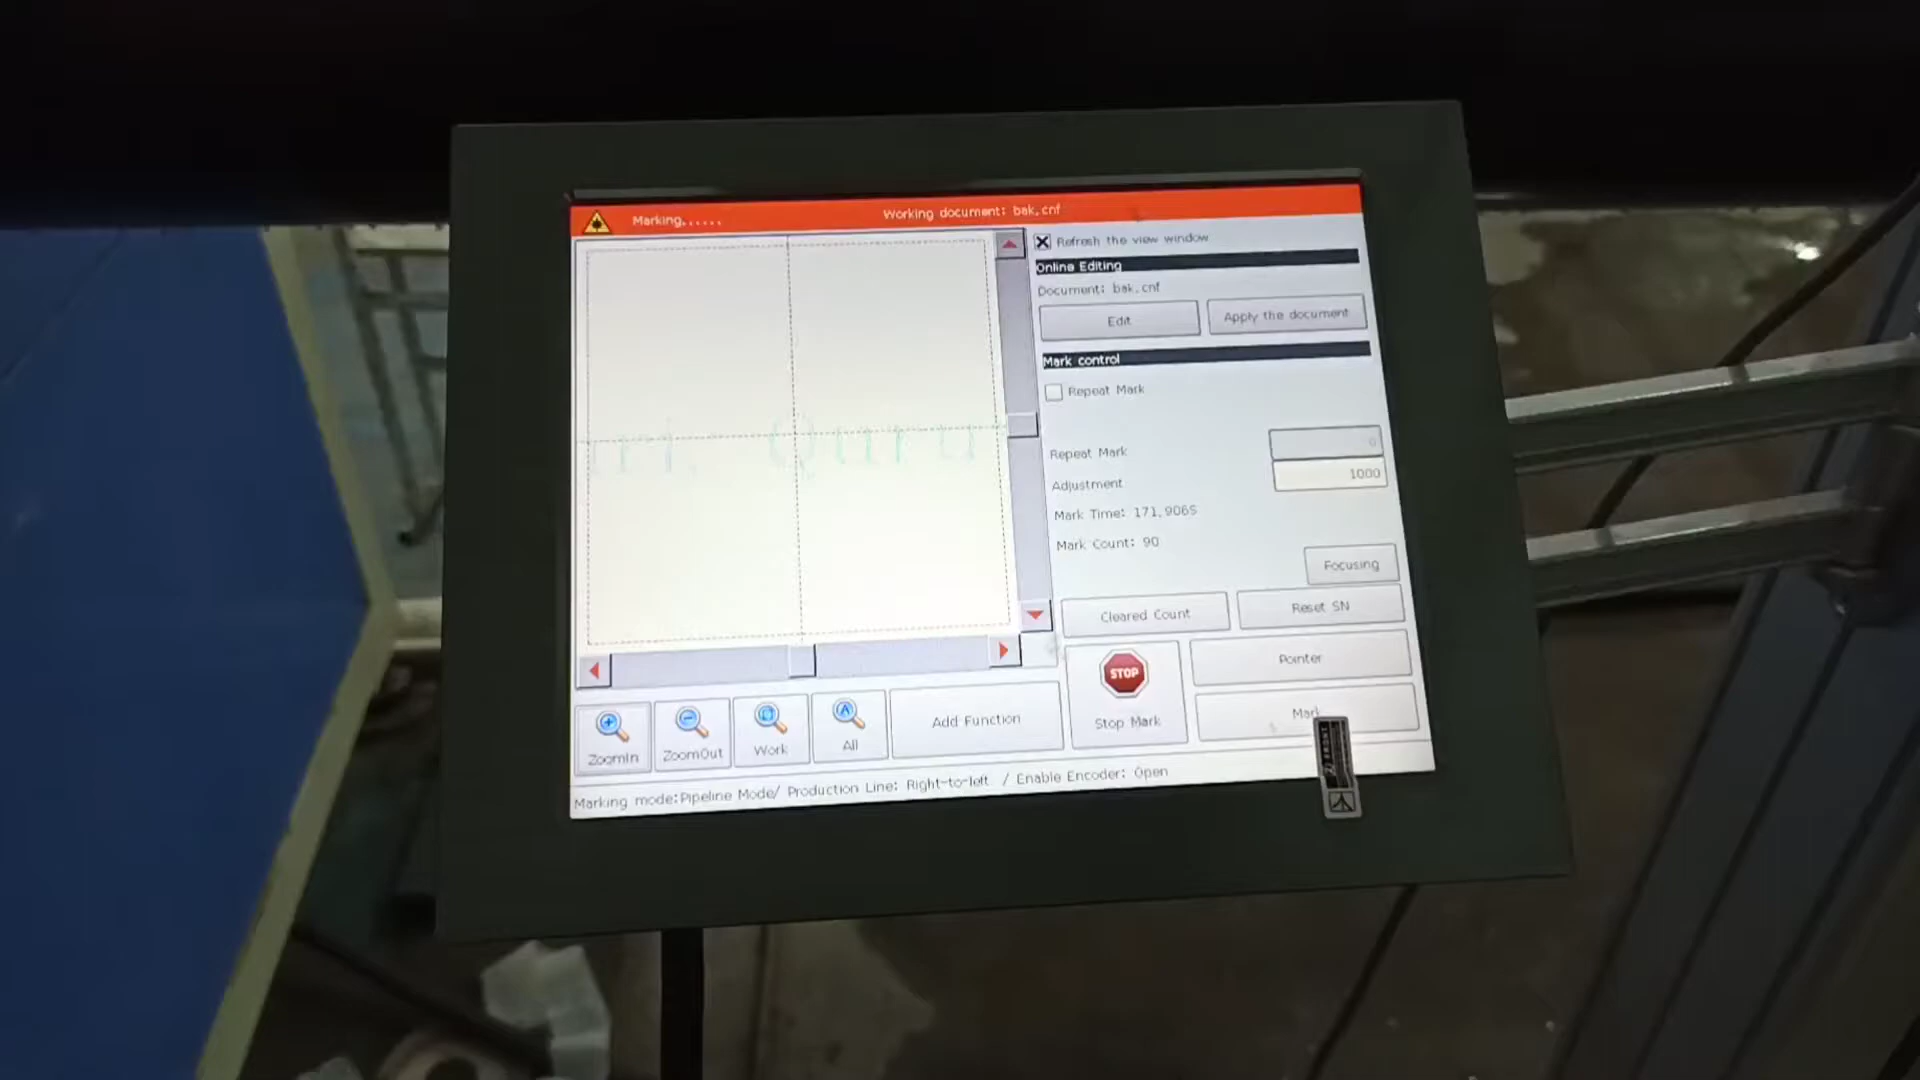 Marking......
Working document: bak.cnf
Refresh the view window
Online Editing
Document: bak.cnf
Edit
Apply the document
Mark control
Repeat Mark
Repeat Mark
0
Adjustment
1000
Mark Time: 171.906S
Mark Count: 90
Focusing
Cleared Count
Reset SN
STOP
Stop Mark
Pointer
Mark
ZoomIn
ZoomOut
Work
A
All
Add Function
Marking mode:Pipeline Mode/ Production Line: Right-to-left / Enable Encoder: Open